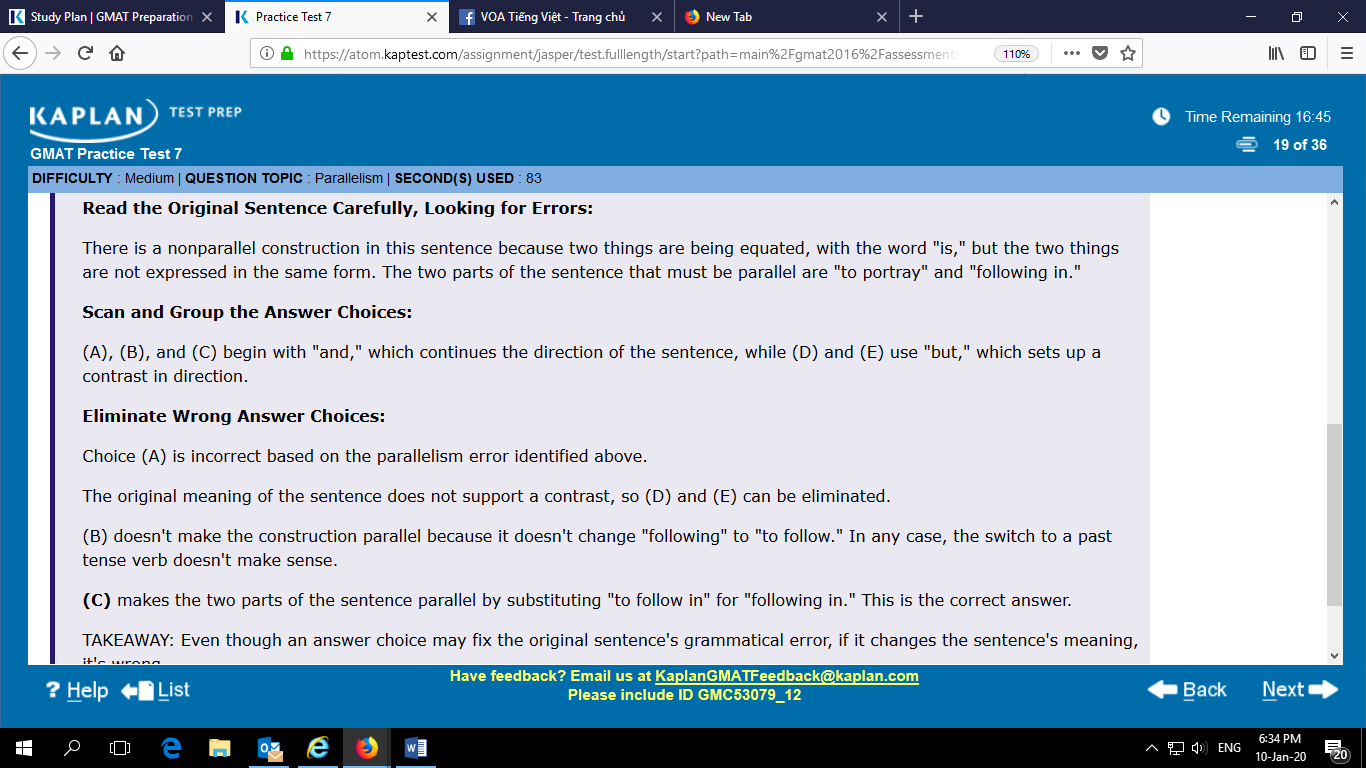 Study Plan | GMAT Preparation
Practice Test 7
VOA Tiếng Việt - Trang chủ
New Tab
https://atom.kaptest.com/assignment/jasper/test.fulllength/start?path=main%2Fgmat2016%2Fassessment
110%
KAPLAN TEST PREP
GMAT Practice Test 7
Time Remaining 16:45
19 of 36
DIFFICULTY : Medium | QUESTION TOPIC : Parallelism | SECOND(S) USED : 83
Read the Original Sentence Carefully, Looking for Errors:
There is a nonparallel construction in this sentence because two things are being equated, with the word "is," but the two things
are not expressed in the same form. The two parts of the sentence that must be parallel are "to portray" and "following in."
Scan and Group the Answer Choices:
(A), (B), and (C) begin with "and," which continues the direction of the sentence, while (D) and (E) use "but," which sets up a
contrast in direction.
Eliminate Wrong Answer Choices:
Choice (A) is incorrect based on the parallelism error identified above.
The original meaning of the sentence does not support a contrast, so (D) and (E) can be eliminated.
(B) doesn't make the construction parallel because it doesn't change "following" to "to follow." In any case, the switch to a past
tense verb doesn't make sense.
(C) makes the two parts of the sentence parallel by substituting "to follow in" for "following in." This is the correct answer.
TAKEAWAY: Even though an answer choice may fix the original sentence's grammatical error, if it changes the sentence's meaning,
it's wrong
? Help
List
Have feedback? Email us at KaplanGMATFeedback@kaplan.com
Please include ID GMC53079_12
Back
Next
ENG
6:34 PM
10-Jan-20
20